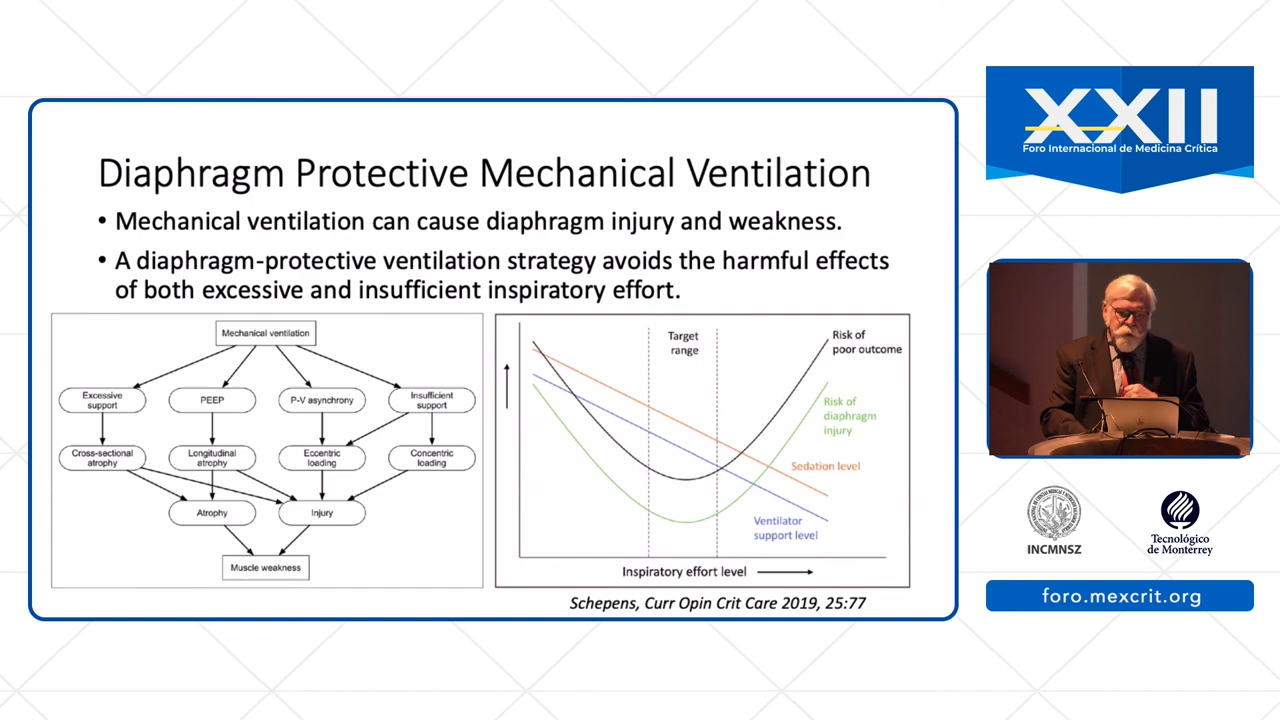 Diaphragm Protective Mechanical Ventilation
• Mechanical ventilation can cause diaphragm injury and weakness.
• A diaphragm-protective ventilation strategy avoids the harmful effects
of both excessive and insufficient inspiratory effort.
Mechanical ventilation
Excessive
support
PEEP
P-V asynchrony
Insufficient
support
Cross-sectional
atrophy
Longitudinal
atrophy
Eccentric
loading
Concentric
loading
Atrophy
Injury
Muscle weakness
Target
range
Risk of
poor outcome
Risk of
diaphragm
injury
Sedation level
Ventilator
support level
Inspiratory effort level
Schepens, Curr Opin Crit Care 2019, 25:77
XXII
Foro Internacional de Medicina Crítica
INCMNSZ
Tecnológico
de Monterrey
foro.mexcrit.org